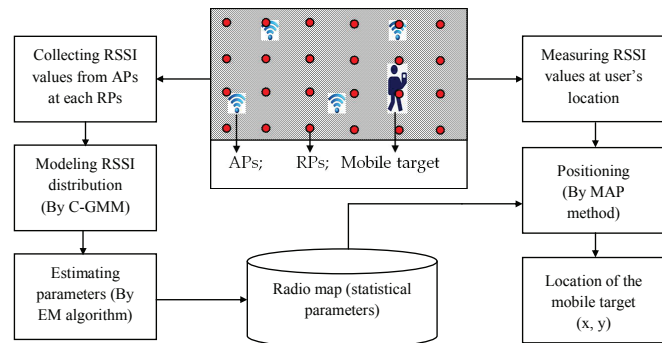 Collecting RSSI
values from APs
at each RPs
Modeling RSSI
distribution
(By C-GMM)
Estimating
parameters (By
EM algorithm)
APs; RPs; Mobile target
Radio map (statistical
parameters)
Measuring RSSI
values at user's
location
Positioning
(By MAP
method)
Location of the
mobile target
(x, y)